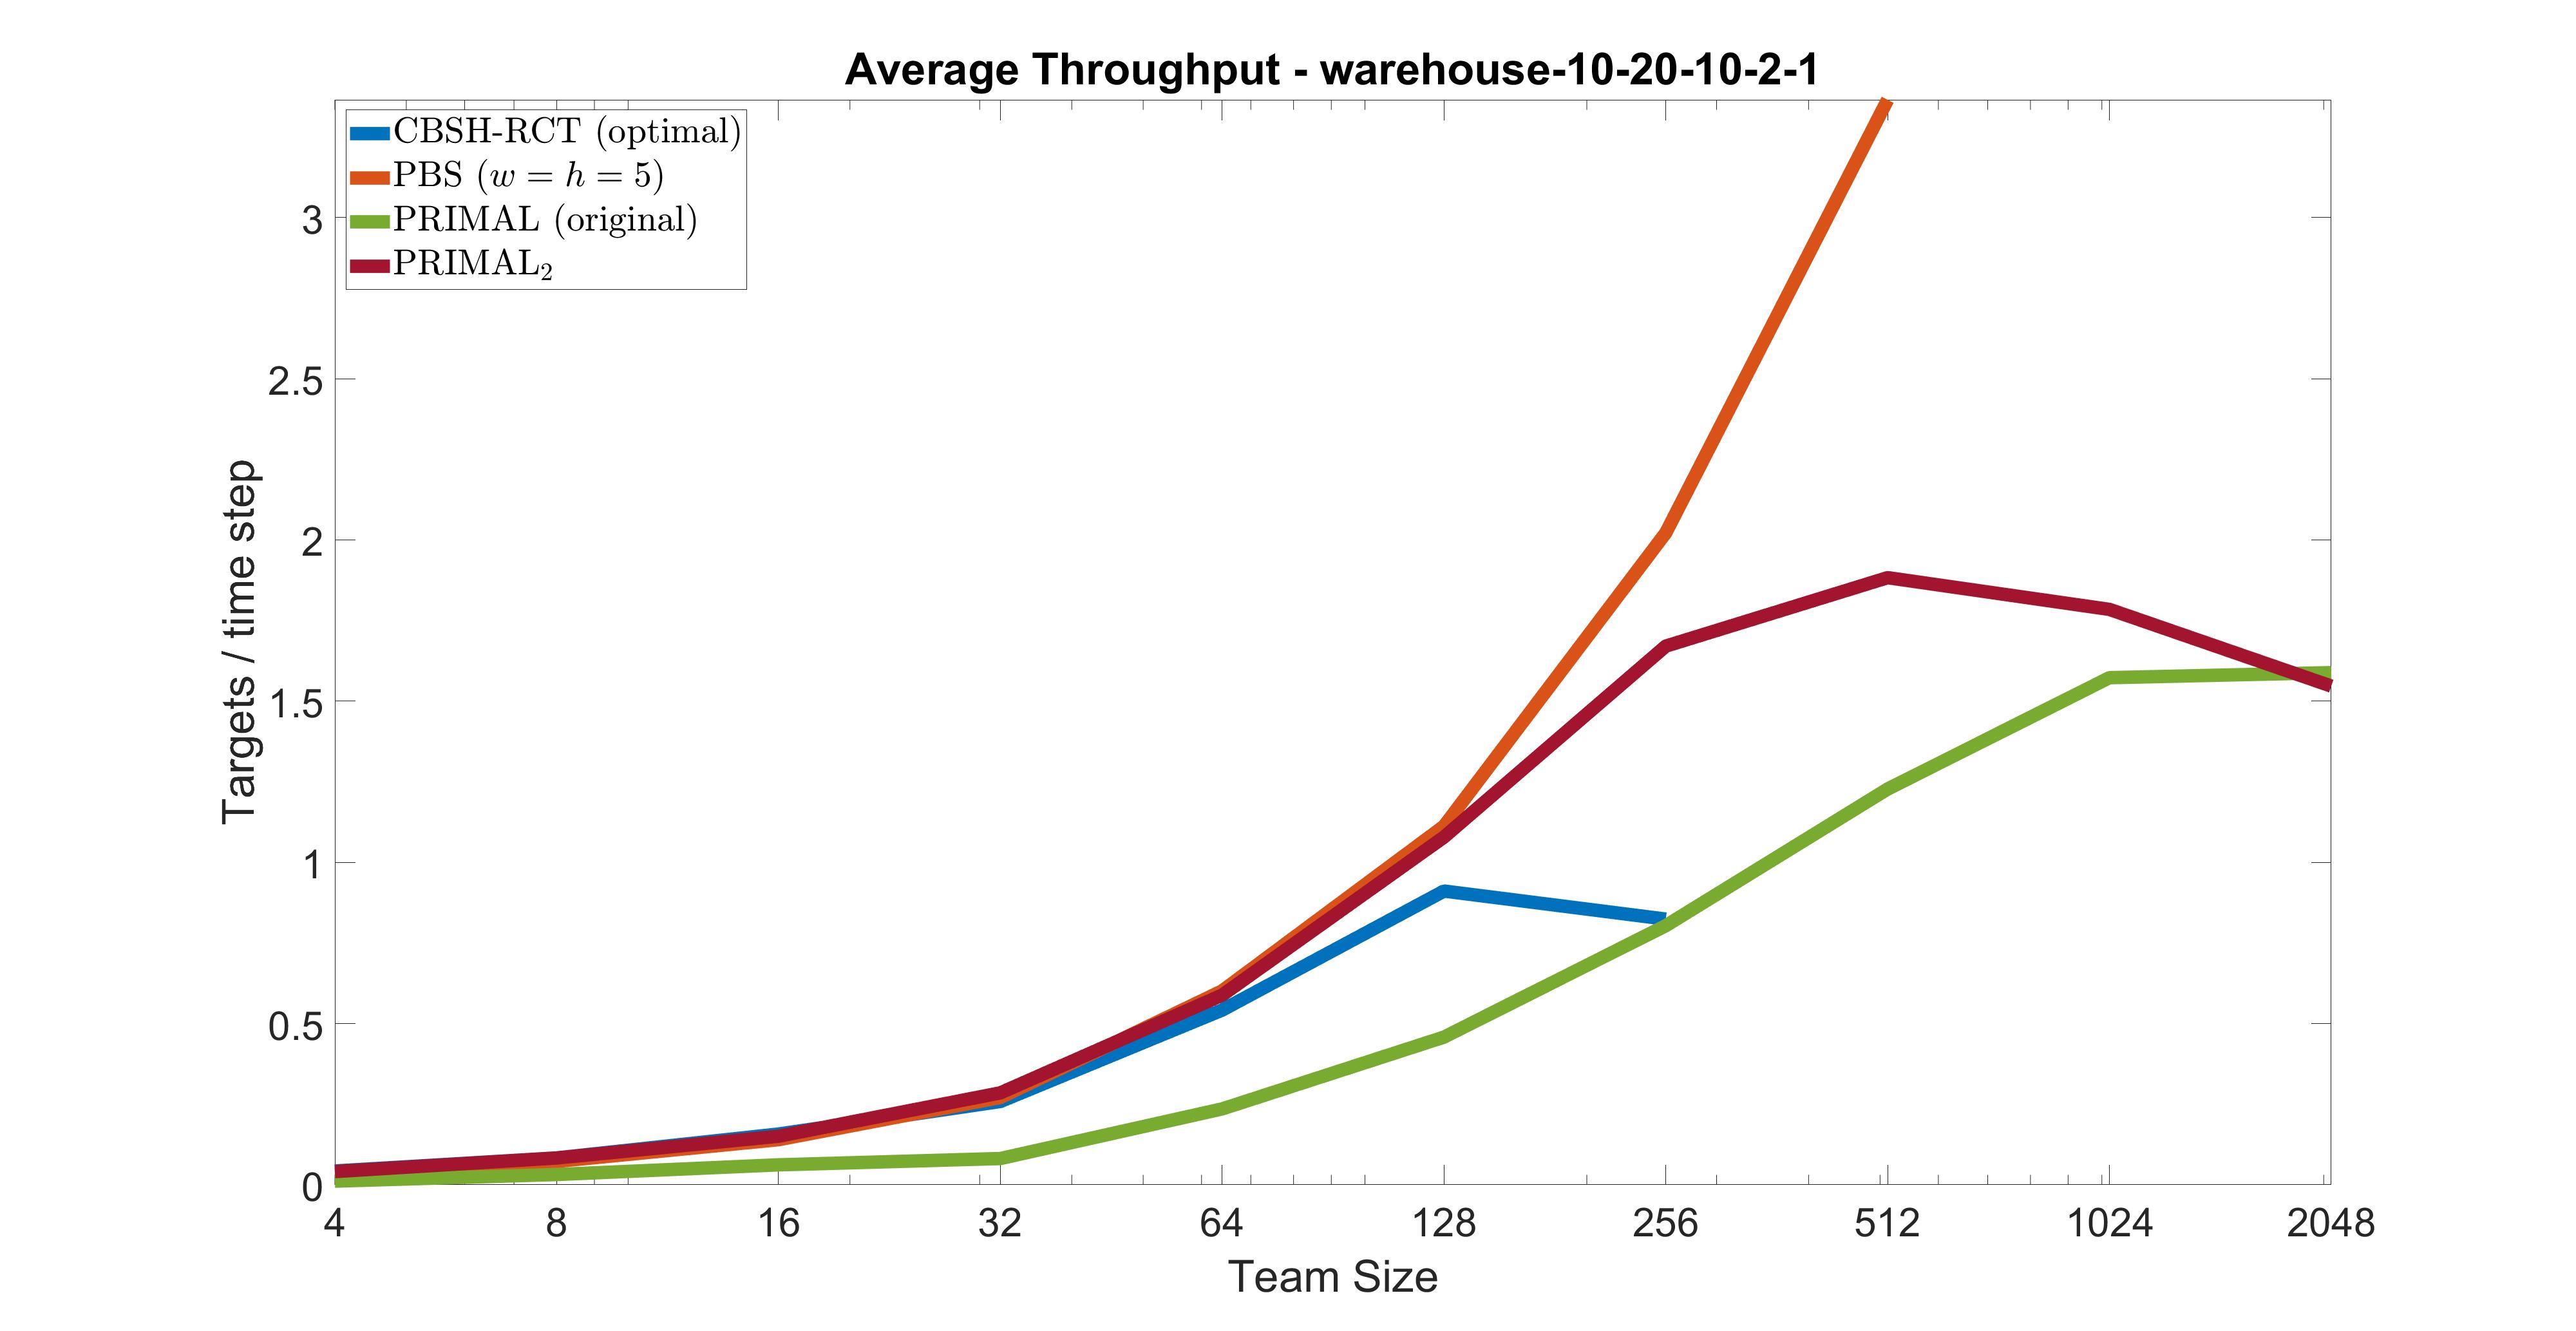 Average Throughput - warehouse-10-20-10-2-1
CBSH-RCT (optimal)
PBS (w = h = 5)
PRIMAL (original)
PRIMAL₂
Targets / time step
3
2.5
2
1.5
1
0.5
0
4 8 16 32 64 128 256 512 1024 2048
Team Size